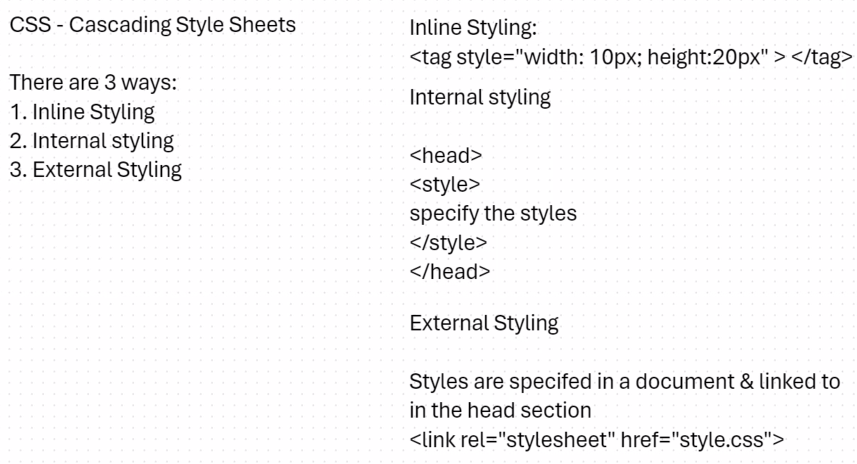 CSS - Cascading Style Sheets
There are 3 ways:
1. Inline Styling
2. Internal styling
3. External Styling
Inline Styling:
<tag style="width: 10px; height:20px" > </tag>
Internal styling
<head>
<style>
specify the styles
</style>
</head>
External Styling
Styles are specifed in a document & linked to
in the head section
<link rel="stylesheet" href="style.css">